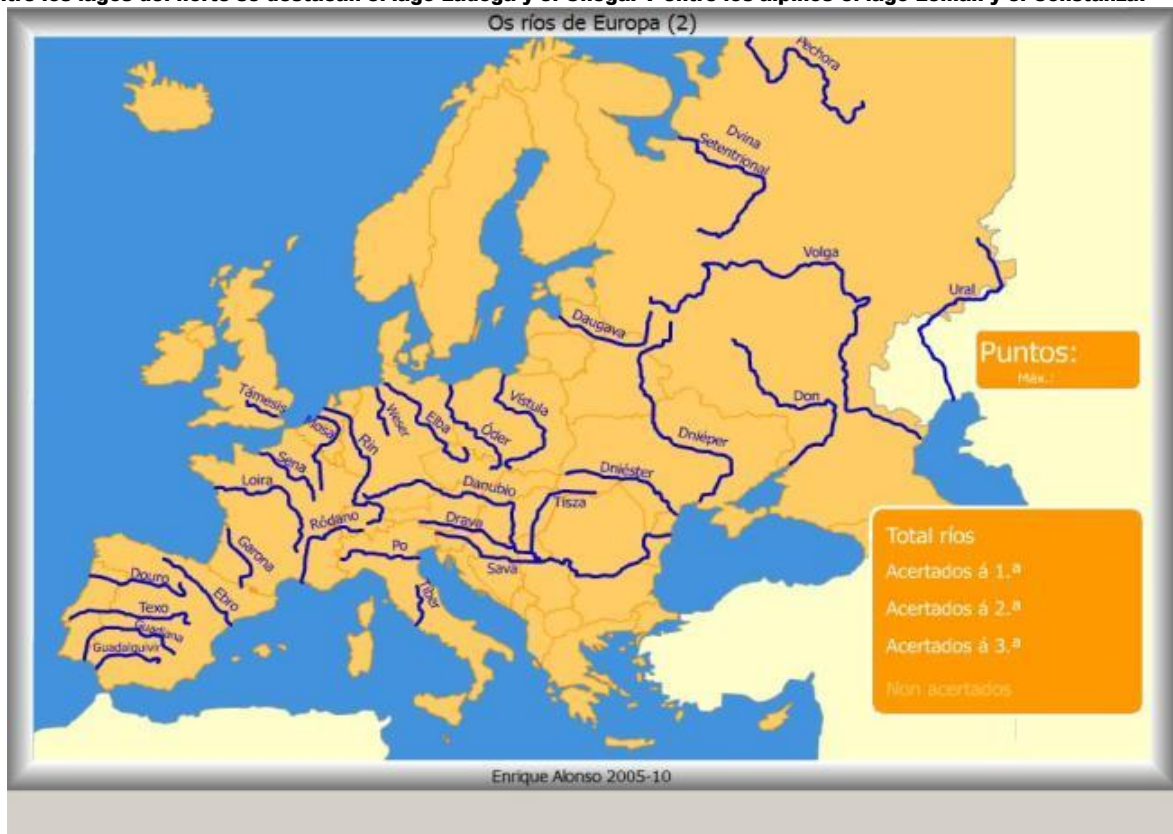 Os ríos de Europa (2)
Pechora
Dvina
Setentrional
Volga
Ural
Daugava
Puntos:
Máx.:
Támesis
Mosa
Rin
Weser
Elba
Óder
Vístula
Don
Dniéper
Sena
Loira
Danubio
Dniéster
Tisza
Ródano
Drava
Garona
Po
Sava
Total ríos
Acertados á 1.ª
Douro
Ebro
Tíber
Acertados á 2.ª
Texo
Guadiana
Guadalquivir
Acertados á 3.ª
Non acertados
Enrique Alonso 2005-10